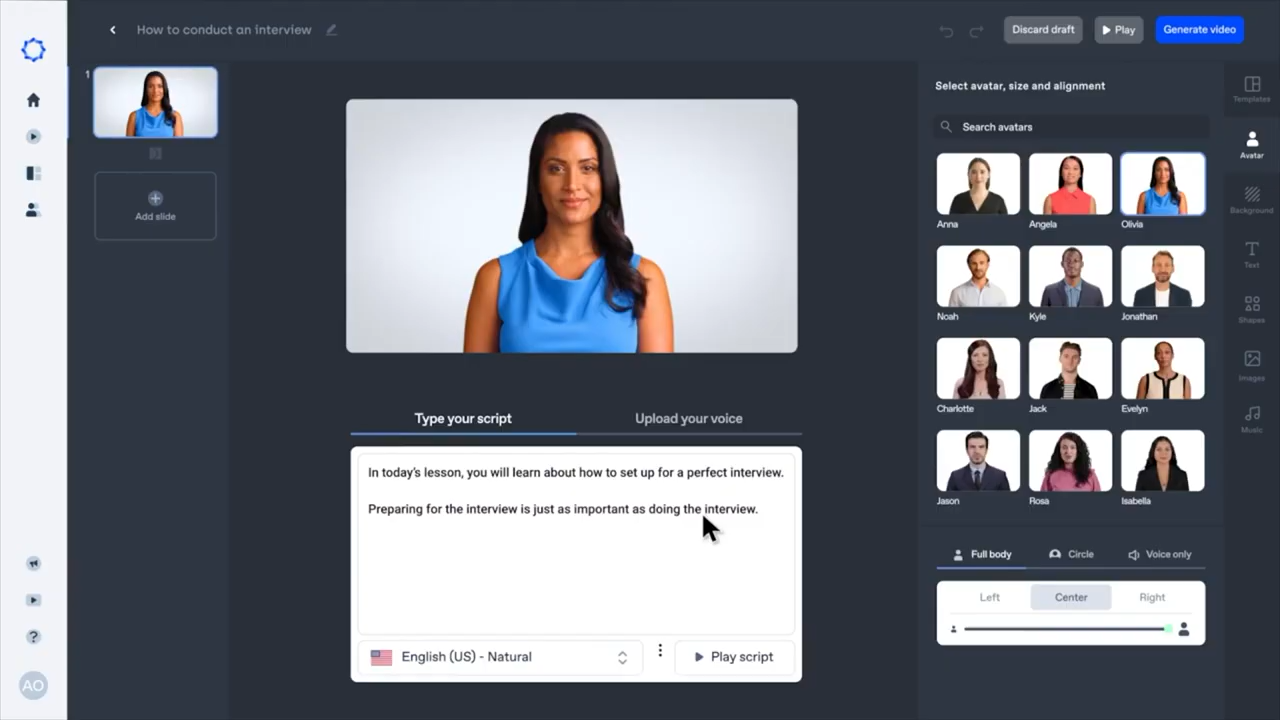 How to conduct an interview
Discard draft
Play
Generate video
1
Add slide
Type your script
Upload your voice
In today's lesson, you will learn about how to set up for a perfect interview.
Preparing for the interview is just as important as doing the interview.
English (US) - Natural
Play script
Select avatar, size and alignment
Search avatars
Anna
Angela
Olivia
Noah
Kyle
Jonathan
Charlotte
Jack
Evelyn
Jason
Rosa
Isabella
Full body
Circle
Voice only
Left
Center
Right
Templates
Avatar
Background
Text
Shapes
Images
Music
?
AO